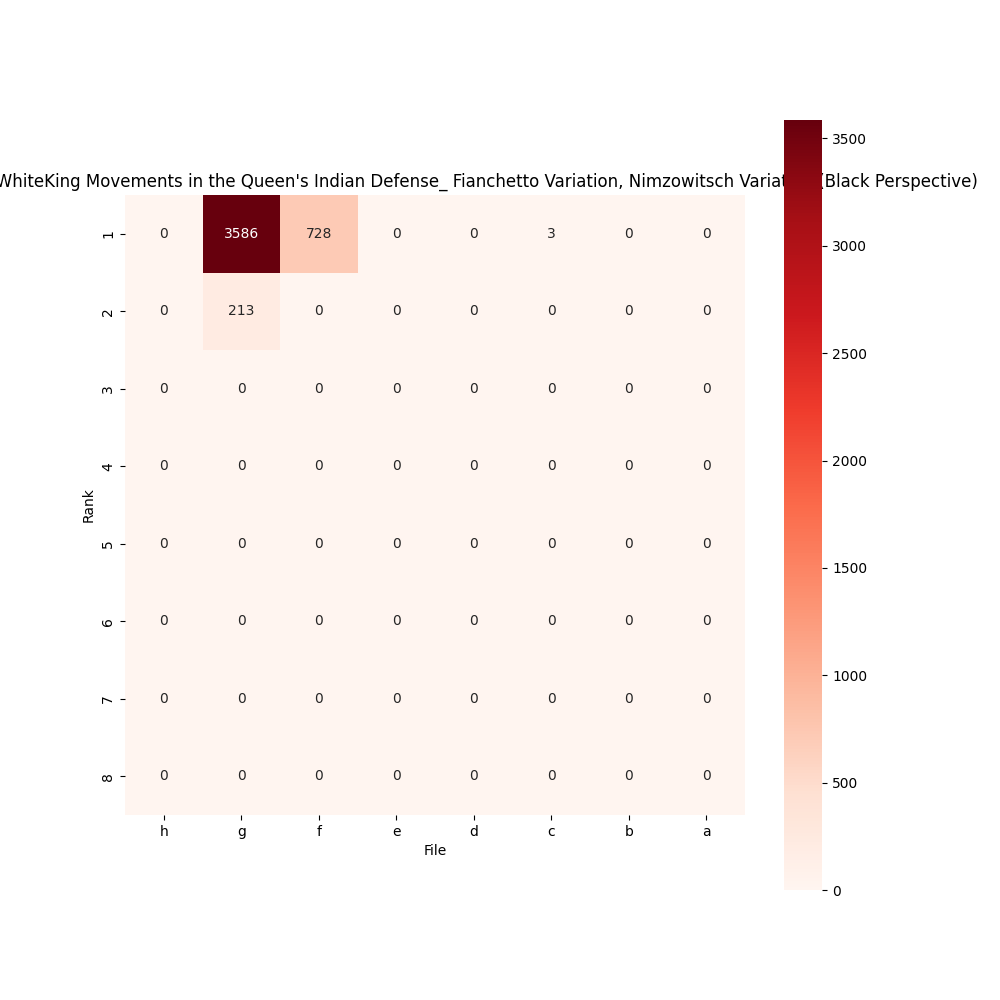 WhiteKing Movements in the Queen's Indian Defense_ Fianchetto Variation, Nimzowitsch Variat (Black Perspective)
3500
3000
2500
2000
1500
1000
500
0
Rank
1 0 3586 728 0 0 3 0 0
2 0 213 0 0 0 0 0 0
3 0 0 0 0 0 0 0 0
4 0 0 0 0 0 0 0 0
5 0 0 0 0 0 0 0 0
6 0 0 0 0 0 0 0 0
7 0 0 0 0 0 0 0 0
8 0 0 0 0 0 0 0 0
h g f e d c b a
File